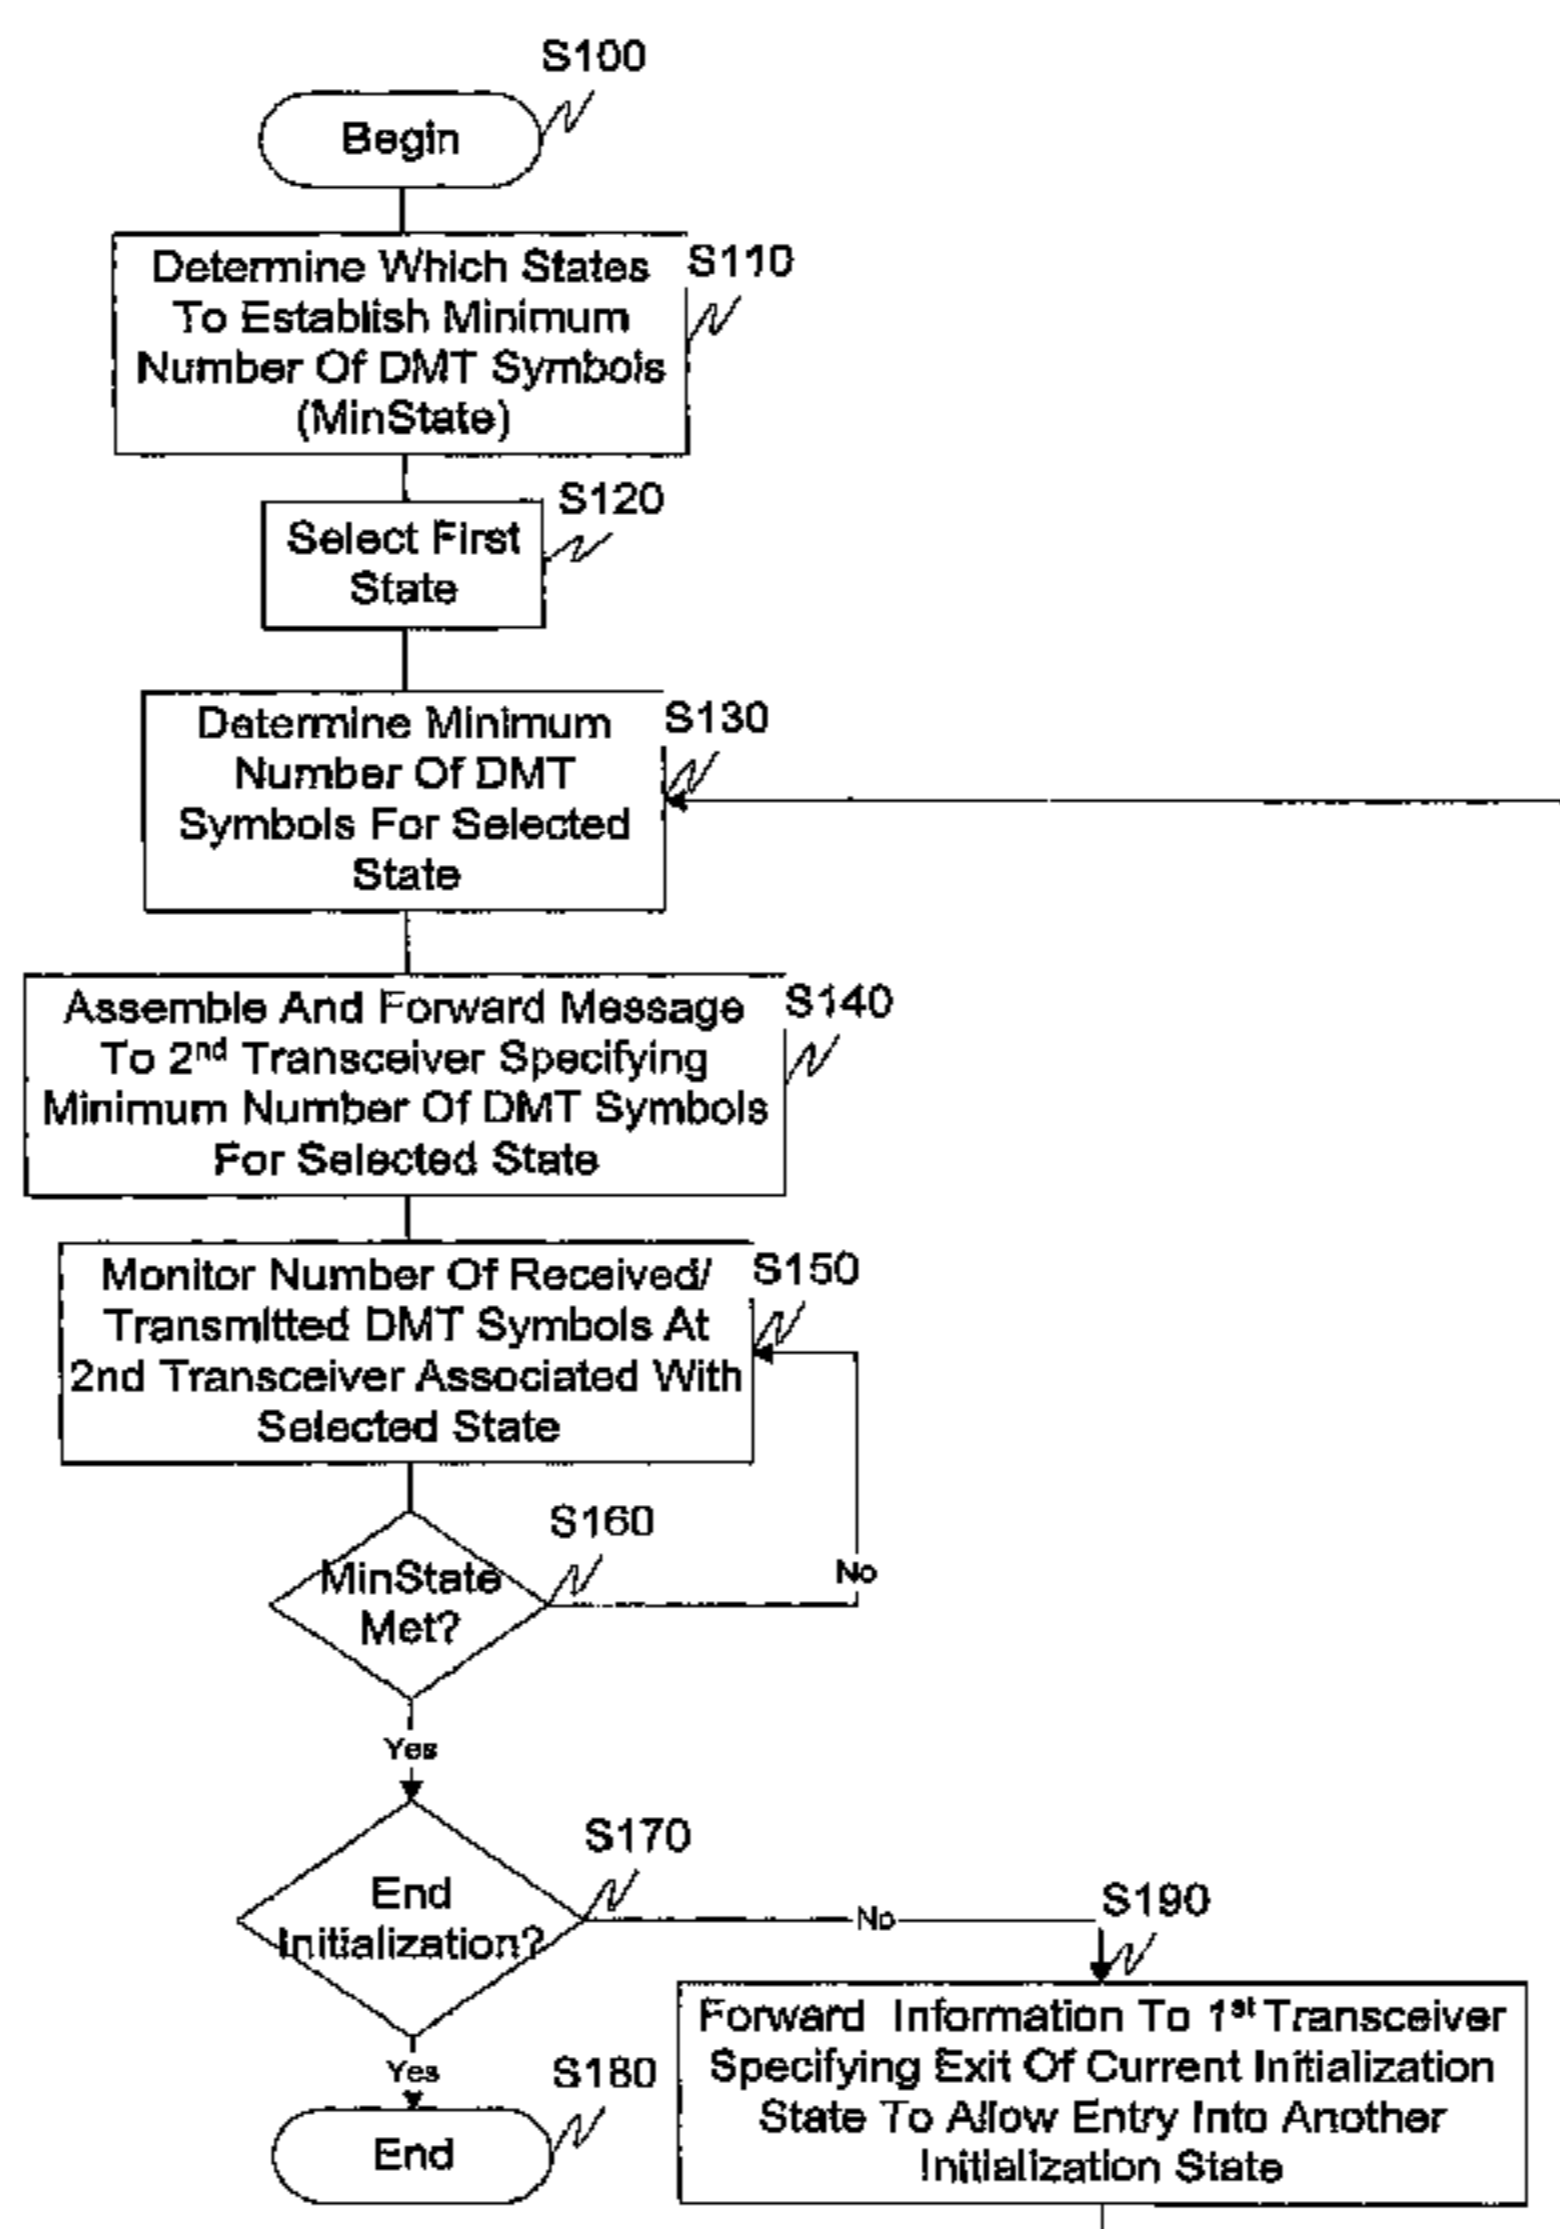 S100
Begin
Determine Which States
To Establish Minimum
Number Of DMT Symbols
(MinState)
S110
S120
Select First
State
Determine Minimum
Number Of DMT
Symbols For Selected
State
S130
Assemble And Forward Message
To 2nd Transceiver Specifying
Minimum Number Of DMT Symbols
For Selected State
S140
Monitor Number Of Received/
Transmitted DMT Symbols At
2nd Transceiver Associated With
Selected State
S150
S160
MinState
Met?
No
Yes
S170
End
Initialization?
No
S190
Forward Information To 1st Transceiver
Specifying Exit Of Current Initialization
State To Allow Entry Into Another
Initialization State
Yes
S180
End